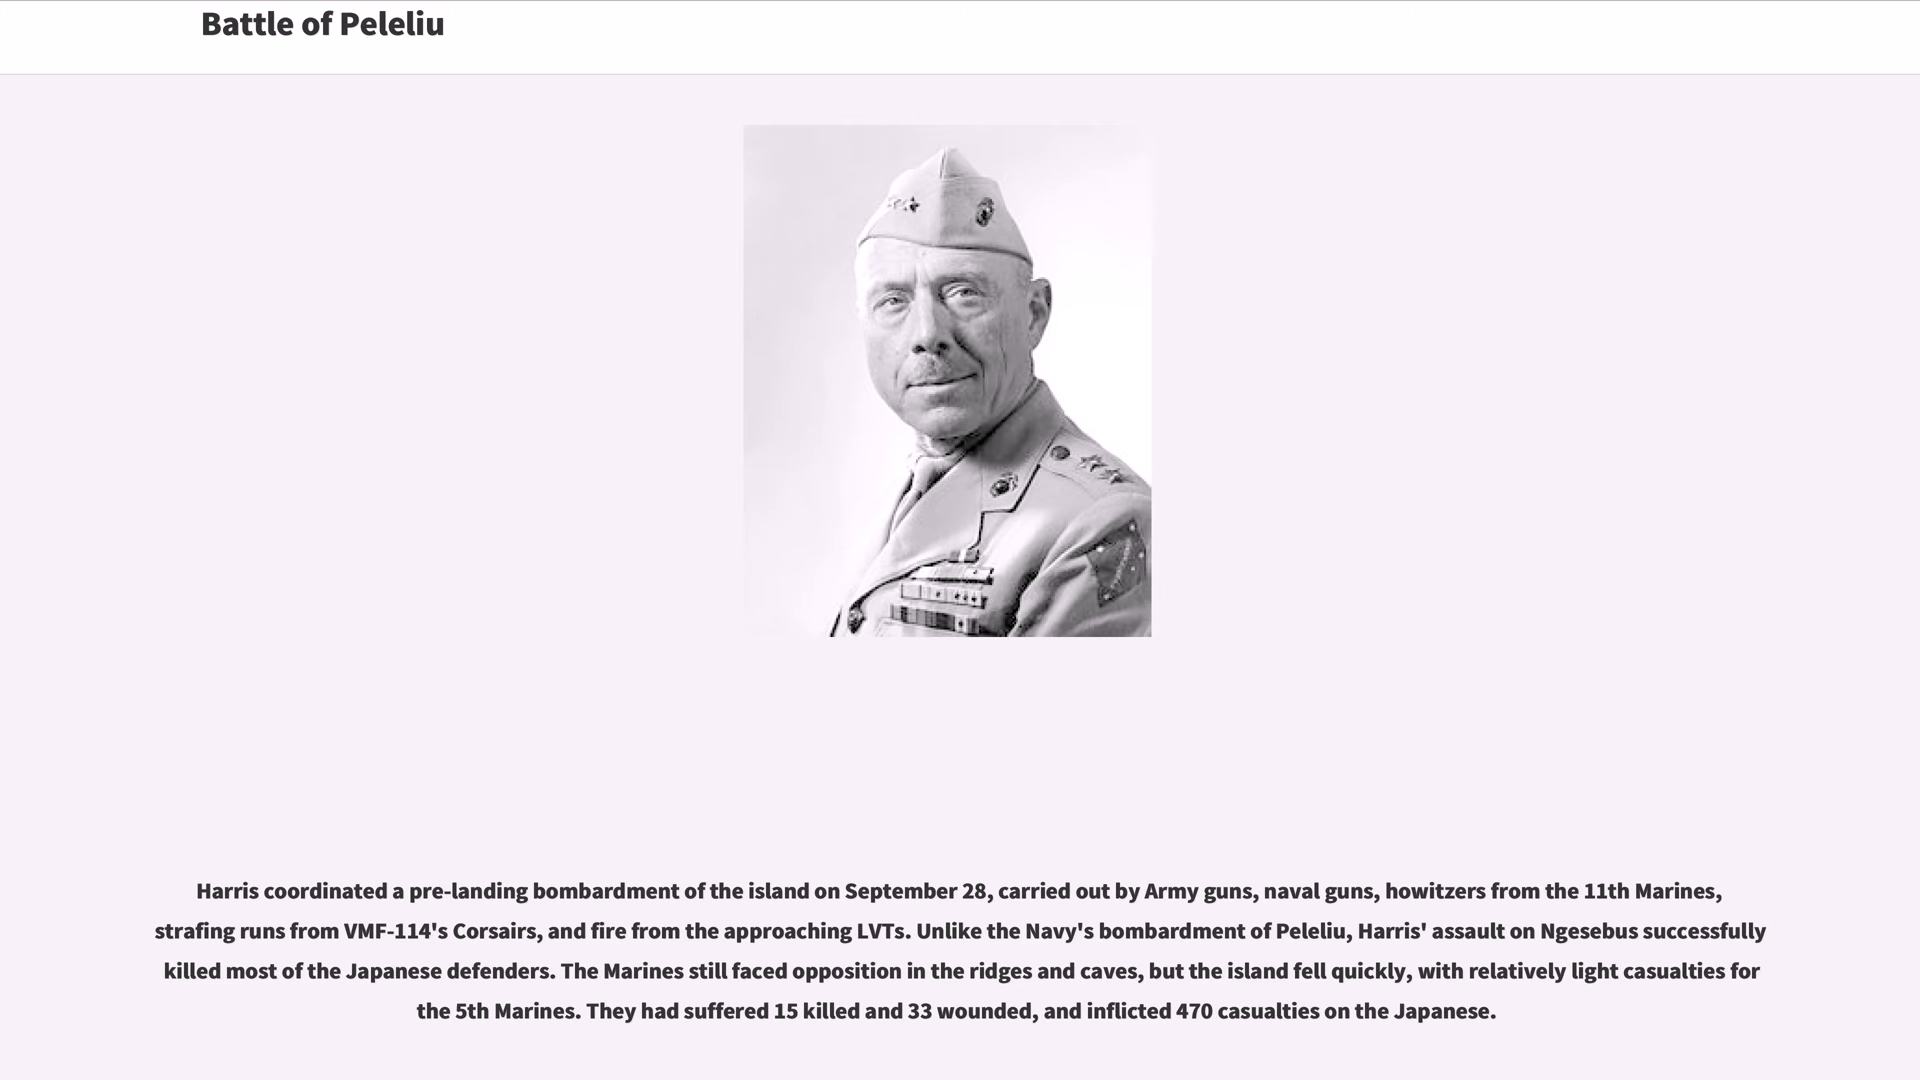 Battle of Peleliu
Harris coordinated a pre-landing bombardment of the island on September 28, carried out by Army guns, naval guns, howitzers from the 11th Marines,
strafing runs from VMF-114's Corsairs, and fire from the approaching LVTs. Unlike the Navy's bombardment of Peleliu, Harris' assault on Ngesebus successfully
killed most of the Japanese defenders. The Marines still faced opposition in the ridges and caves, but the island fell quickly, with relatively light casualties for
the 5th Marines. They had suffered 15 killed and 33 wounded, and inflicted 470 casualties on the Japanese.